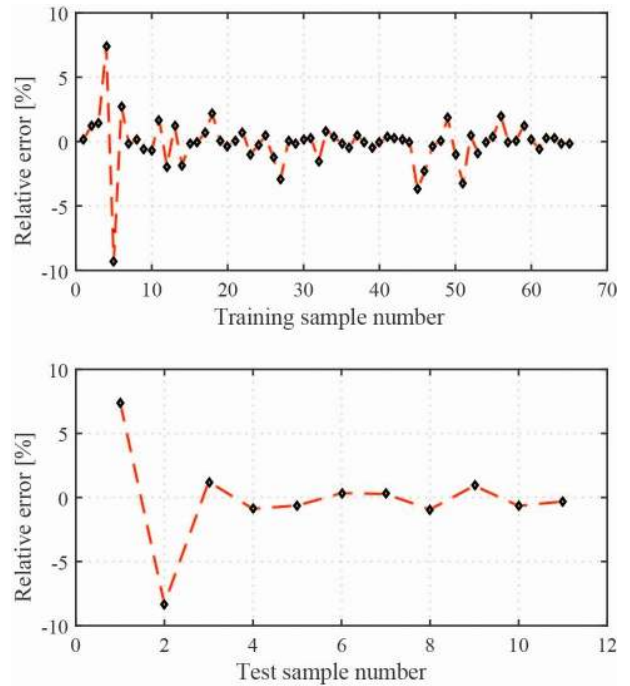 10
5
0
-5
-10
Relative error [%]
0 10 20 30 40 50 60 70
Training sample number
10
5
0
-5
-10
Relative error [%]
0 2 4 6 8 10 12
Test sample number